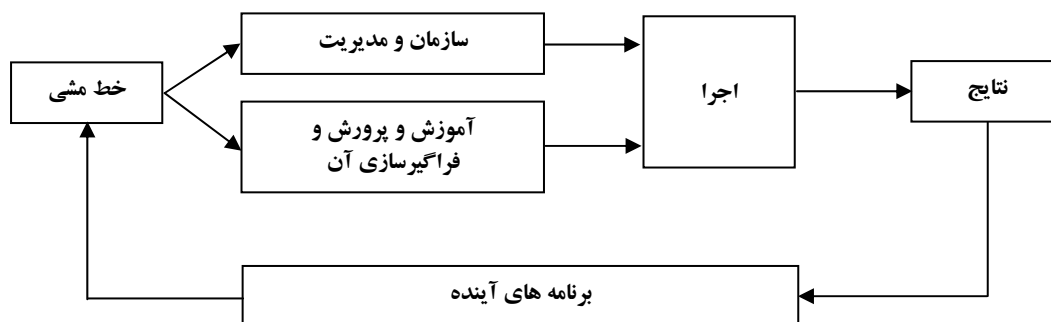 خط مشی
سازمان و مدیریت
آموزش و پرورش و
فراگیرسازی آن
اجرا
نتایج
برنامه های آینده